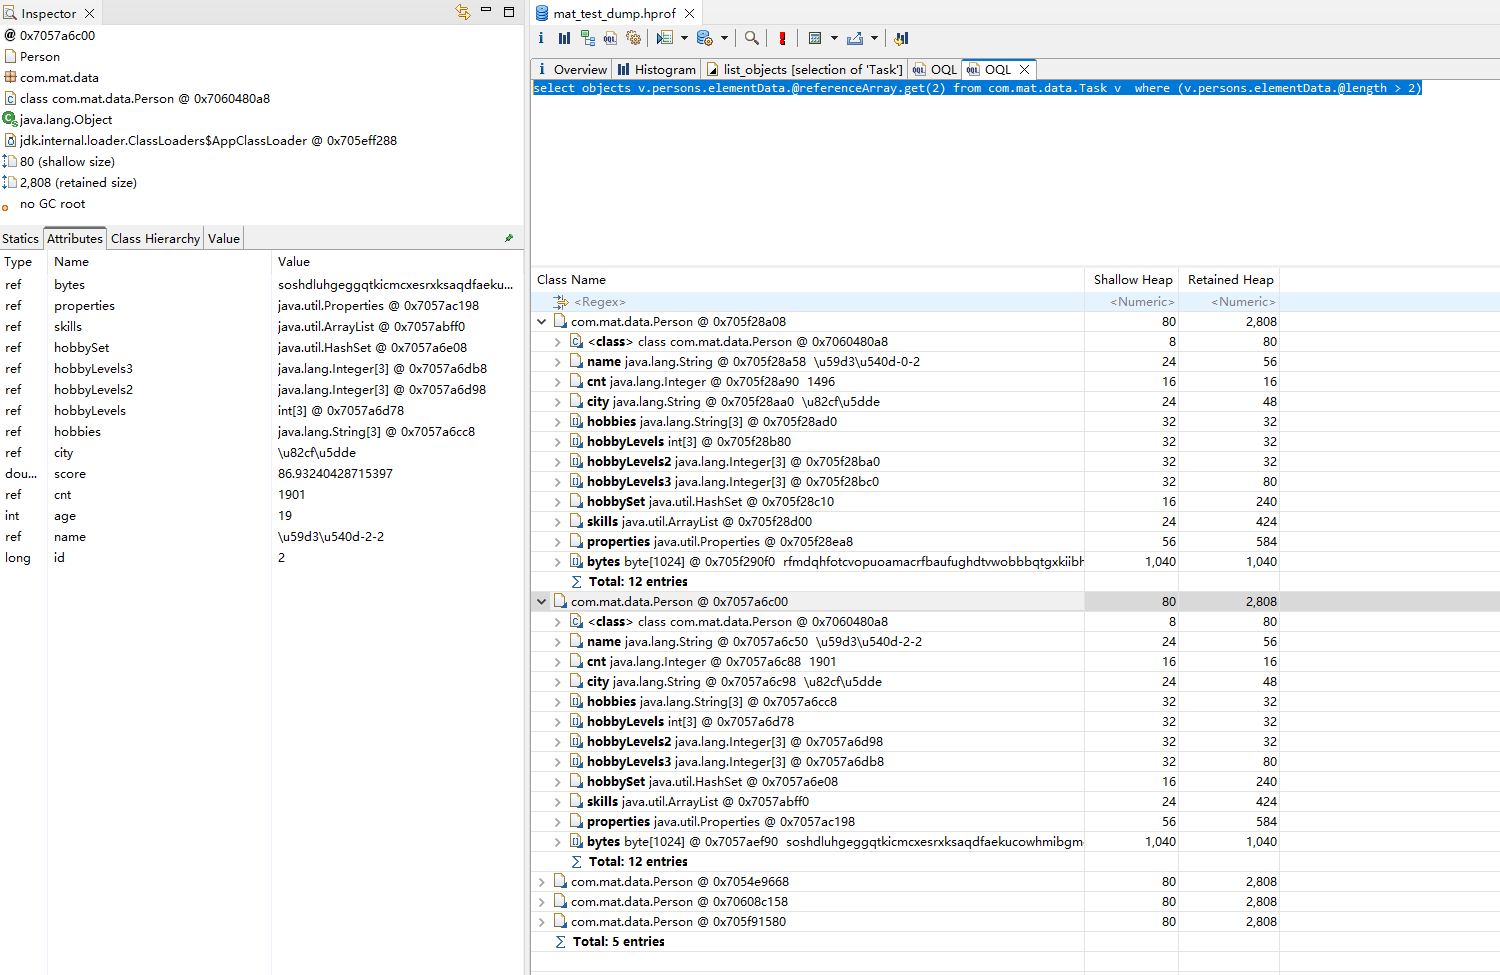 Inspector
@ 0x7057a6c00
Person
com.mat.data
class com.mat.data.Person @ 0x7060480a8
java.lang.Object
jdk.internal.loader.ClassLoaders$AppClassLoader @ 0x705eff288
80 (shallow size)
2,808 (retained size)
no GC root
Statics Attributes Class Hierarchy Value
Type Name Value
ref bytes soshdluhgeggqtkicmcxesrxksaqdfaeku...
ref properties java.util.Properties @ 0x7057ac198
ref skills java.util.ArrayList @ 0x7057abff0
ref hobbySet java.util.HashSet @ 0x7057a6e08
ref hobbyLevels3 java.lang.Integer[3] @ 0x7057a6db8
ref hobbyLevels2 java.lang.Integer[3] @ 0x7057a6d98
ref hobbyLevels int[3] @ 0x7057a6d78
ref hobbies java.lang.String[3] @ 0x7057a6cc8
ref city \u82cf\u5dde
dou... score 86.93240428715397
ref cnt 1901
int age 19
ref name \u59d3\u540d-2-2
long id 2
mat_test_dump.hprof
i OQL
i Overview Histogram list_objects [selection of 'Task'] OQL OQL
select objects v.persons.elementData.@referenceArray.get(2) from com.mat.data.Task v  where (v.persons.elementData.@length > 2)
Class Name Shallow Heap Retained Heap
<Regex> <Numeric> <Numeric>
com.mat.data.Person @ 0x705f28a08 80 2,808
<class> class com.mat.data.Person @ 0x7060480a8 8 80
name java.lang.String @ 0x705f28a58 \u59d3\u540d-0-2 24 56
cnt java.lang.Integer @ 0x705f28a90 1496 16 16
city java.lang.String @ 0x705f28aa0 \u82cf\u5dde 24 48
hobbies java.lang.String[3] @ 0x705f28ad0 32 32
hobbyLevels int[3] @ 0x705f28b80 32 32
hobbyLevels2 java.lang.Integer[3] @ 0x705f28ba0 32 32
hobbyLevels3 java.lang.Integer[3] @ 0x705f28bc0 32 80
hobbySet java.util.HashSet @ 0x705f28c10 16 240
skills java.util.ArrayList @ 0x705f28d00 24 424
properties java.util.Properties @ 0x705f28ea8 56 584
bytes byte[1024] @ 0x705f290f0 rfmdqhfotcvopuoamacrfbaufughdtvwobbbqtgxkiibh 1,040 1,040
Total: 12 entries
com.mat.data.Person @ 0x7057a6c00 80 2,808
<class> class com.mat.data.Person @ 0x7060480a8 8 80
name java.lang.String @ 0x7057a6c50 \u59d3\u540d-2-2 24 56
cnt java.lang.Integer @ 0x7057a6c88 1901 16 16
city java.lang.String @ 0x7057a6c98 \u82cf\u5dde 24 48
hobbies java.lang.String[3] @ 0x7057a6cc8 32 32
hobbyLevels int[3] @ 0x7057a6d78 32 32
hobbyLevels2 java.lang.Integer[3] @ 0x7057a6d98 32 32
hobbyLevels3 java.lang.Integer[3] @ 0x7057a6db8 32 80
hobbySet java.util.HashSet @ 0x7057a6e08 16 240
skills java.util.ArrayList @ 0x7057abff0 24 424
properties java.util.Properties @ 0x7057ac198 56 584
bytes byte[1024] @ 0x7057aef90 soshdluhgeggqtkicmcxesrxksaqdfaekucowhmibgm 1,040 1,040
Total: 12 entries
com.mat.data.Person @ 0x7054e9668 80 2,808
com.mat.data.Person @ 0x70608c158 80 2,808
com.mat.data.Person @ 0x705f91580 80 2,808
Total: 5 entries